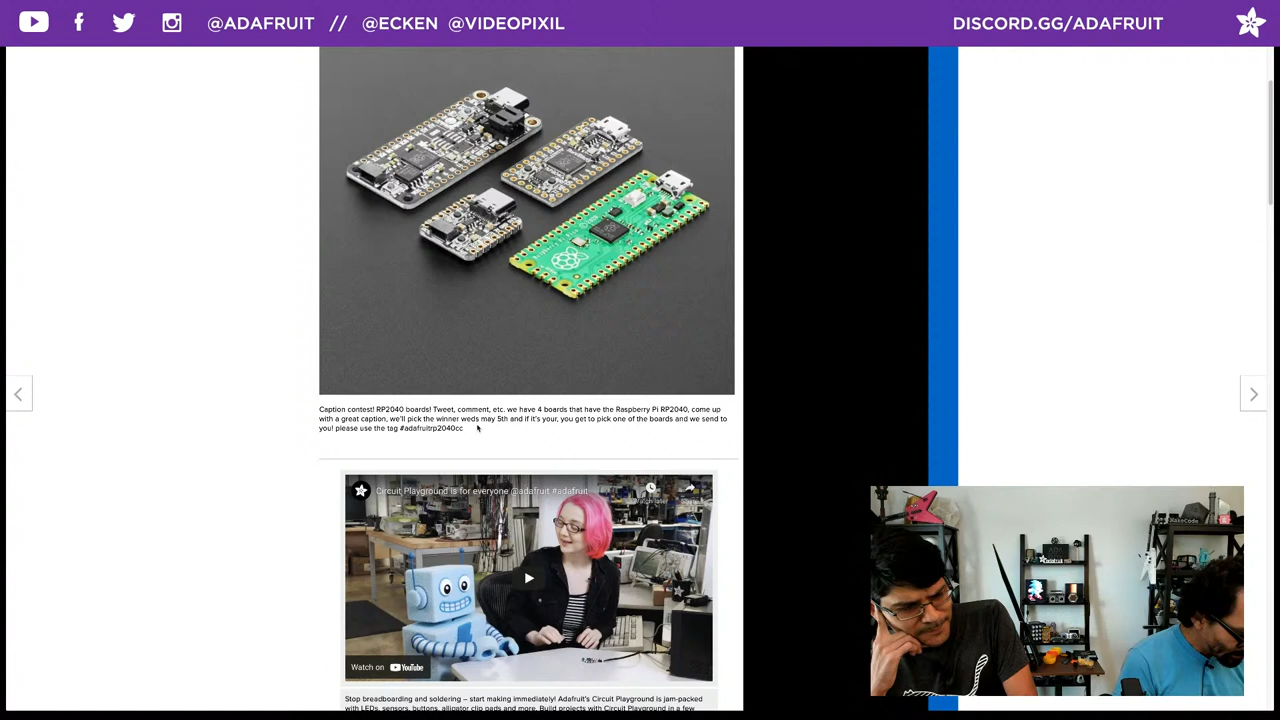 @ADAFRUIT // @ECKEN @VIDEOPIXIL
DISCORD.GG/ADAFRUIT
Caption contest! RP2040 boards! Tweet, comment, etc. we have 4 boards that have the Raspberry Pi RP2040, come up
with a great caption, we'll pick the winner weds may 5th and if it's your, you get to pick one of the boards and we send to
you! please use the tag #adafruitrp2040cc
Circuit Playground is for everyone @adafruit #adafruit
Watch later
Watch on YouTube
MakeCode
Stop breadboarding and soldering – start making immediately! Adafruit's Circuit Playground is jam-packed
with LEDs, sensors, buttons, alligator clip pads and more. Build projects with Circuit Playground in a few